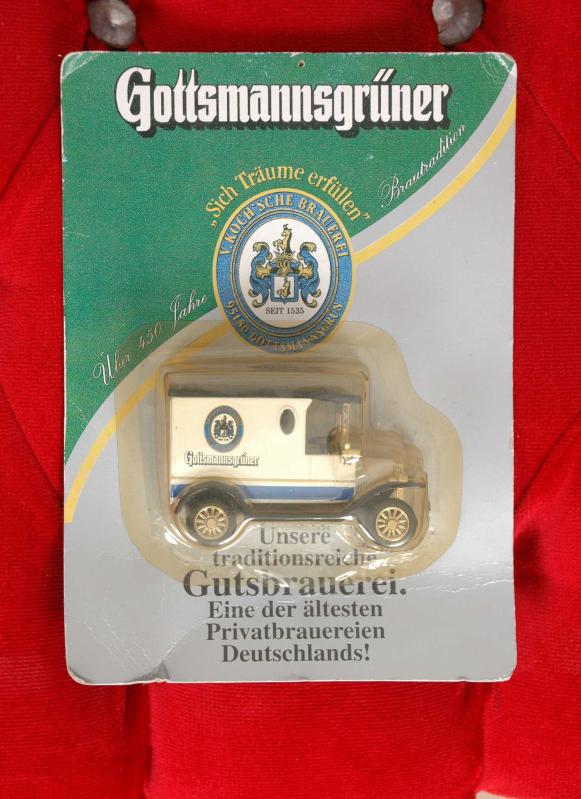 Gottsmannsgrüner
„Sich Träume erfüllen”
Über 450 Jahre
Brautradition
V. KOCH'SCHE BRAUEREI
SEIT 1535
95180 GOTTSMANNSGRÜN
Gottsmannsgrüner
Unsere
traditionsreiche
Gutsbrauerei.
Eine der ältesten
Privatbrauereien
Deutschlands!